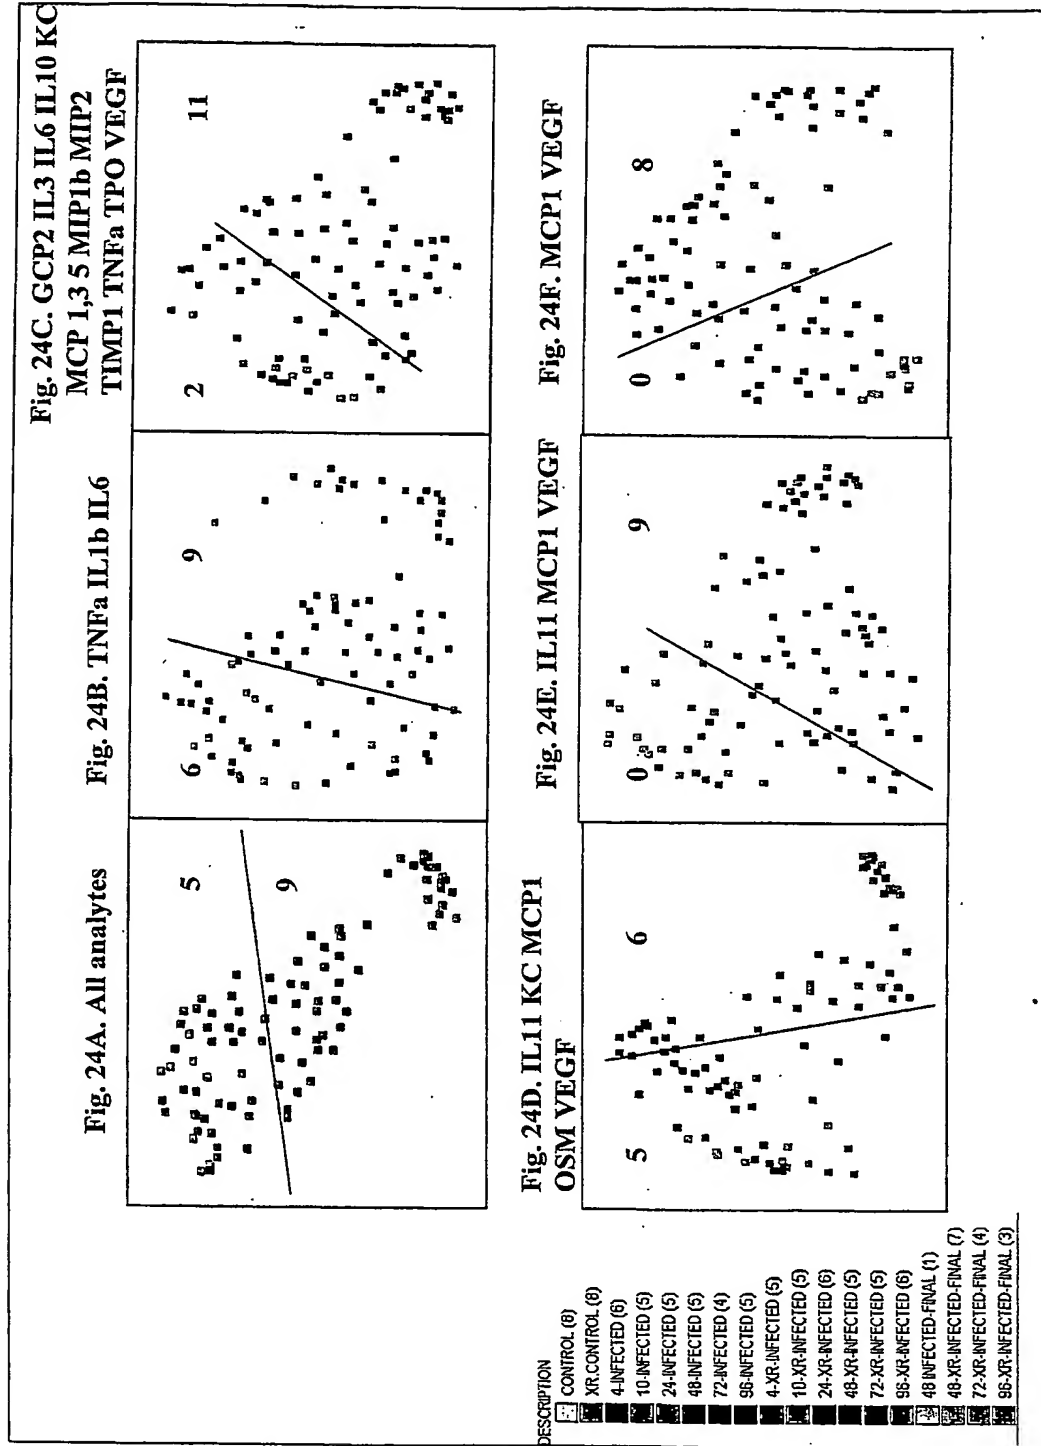 Fig. 24A. All analytes
5
9
Fig. 24B. TNFa IL1b IL6
6
9
Fig. 24C. GCP2 IL3 IL6 IL10 KC
MCP 1,3 5 MIP1b MIP2
TIMP1 TNFa TPO VEGF
2
11
Fig. 24D. IL11 KC MCP1
OSM VEGF
5
6
Fig. 24E. IL11 MCP1 VEGF
0
9
Fig. 24F. MCP1 VEGF
0
8
DESCRIPTION
CONTROL (8)
XR.CONTROL (8)
4-INFECTED (6)
10-INFECTED (5)
24-INFECTED (5)
48-INFECTED (5)
72-INFECTED (4)
96-INFECTED (5)
4-XR-INFECTED (5)
10-XR-INFECTED (5)
24-XR-INFECTED (6)
48-XR-INFECTED (5)
72-XR-INFECTED (5)
96-XR-INFECTED (6)
48 INFECTED-FINAL (1)
48-XR-INFECTED-FINAL (7)
72-XR-INFECTED-FINAL (4)
96-XR-INFECTED-FINAL (3)